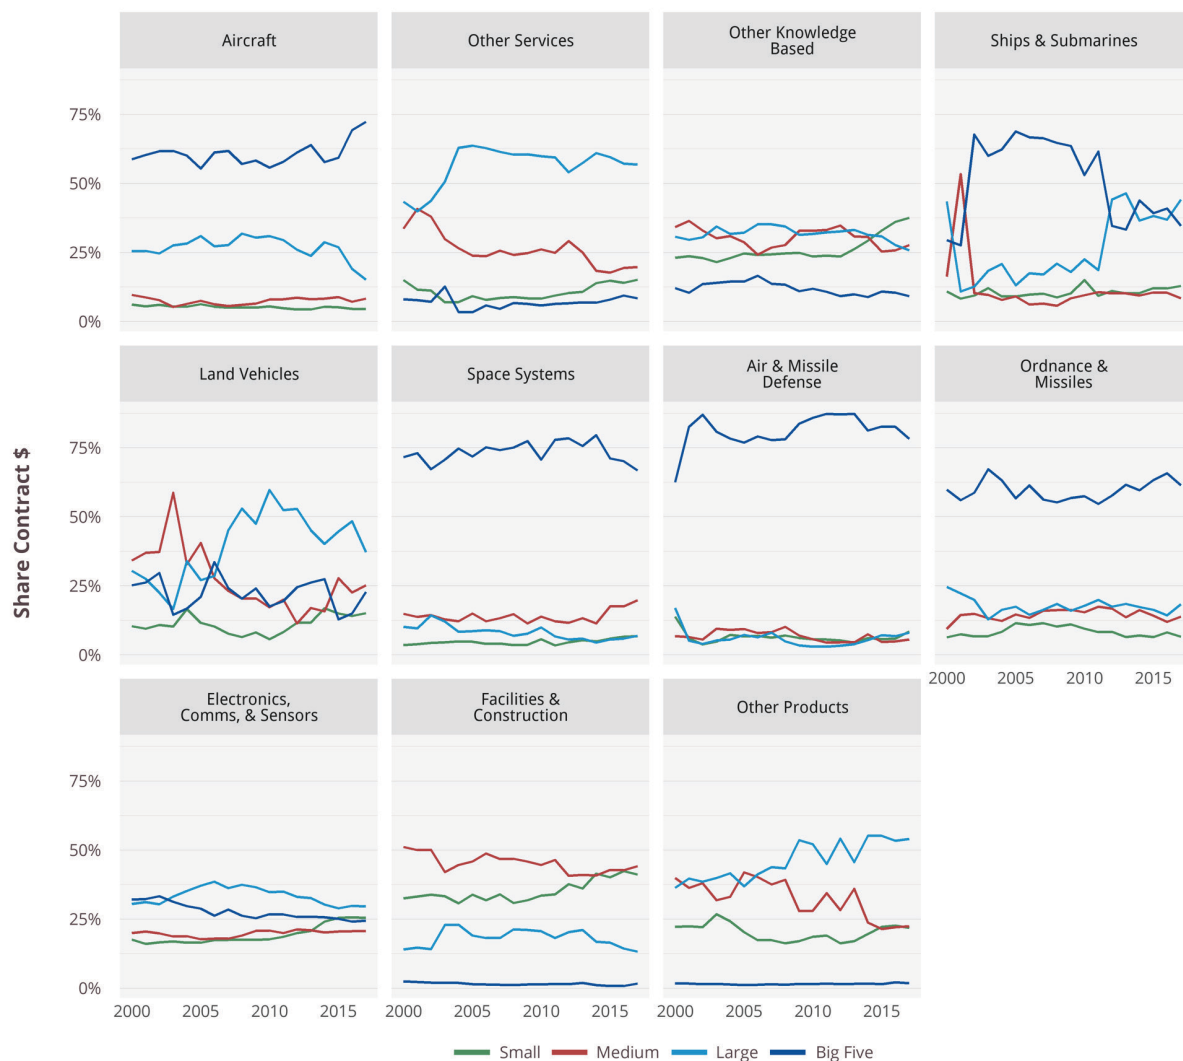 Aircraft
Other Services
Other Knowledge
Based
Ships & Submarines
75%
50%
25%
0%
Land Vehicles
Space Systems
Air & Missile
Defense
Ordnance &
Missiles
Share Contract $
75%
50%
25%
0%
2000 2005 2010 2015
Electronics,
Comms, & Sensors
Facilities &
Construction
Other Products
75%
50%
25%
0%
2000 2005 2010 2015
2000 2005 2010 2015
2000 2005 2010 2015
Small Medium Large Big Five